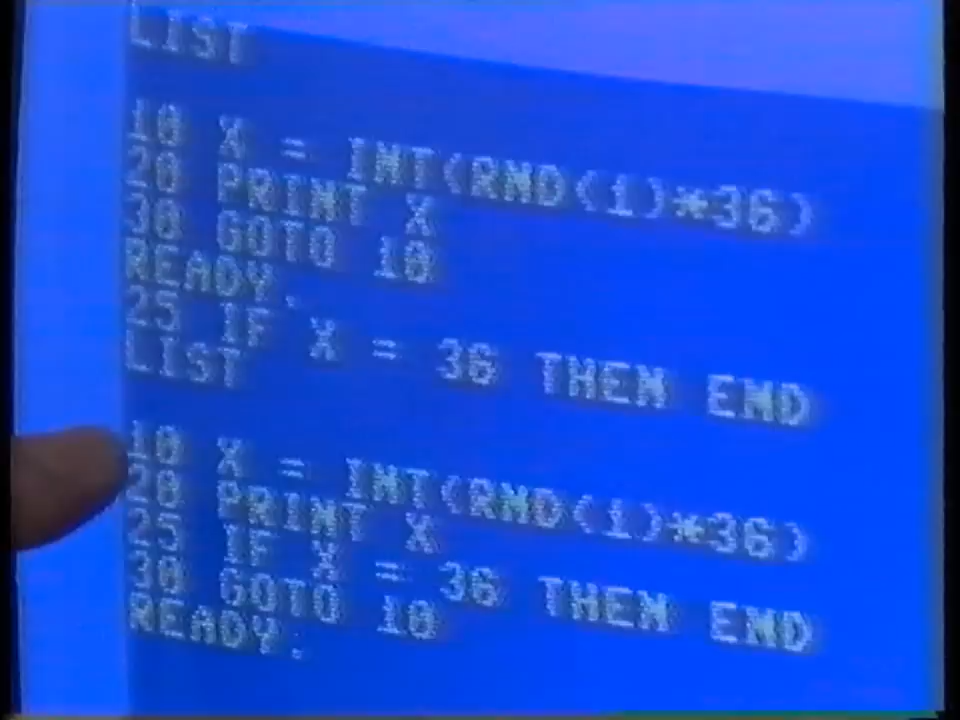 LIST
10 X = INT(RND(1)*36)
20 PRINT X
30 GOTO 10
READY.
25 IF X = 36 THEN END
LIST
10 X = INT(RND(1)*36)
20 PRINT X
25 IF X = 36 THEN END
30 GOTO 10
READY.